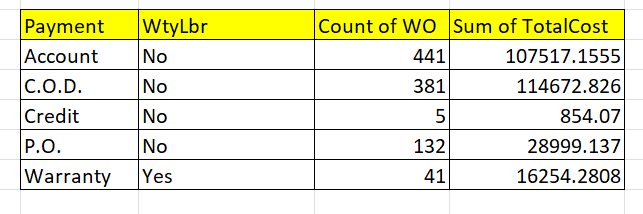 Payment WtyLbr Count of WO Sum of TotalCost
Account No 441 107517.1555
C.O.D. No 381 114672.826
Credit No 5 854.07
P.O. No 132 28999.137
Warranty Yes 41 16254.2808